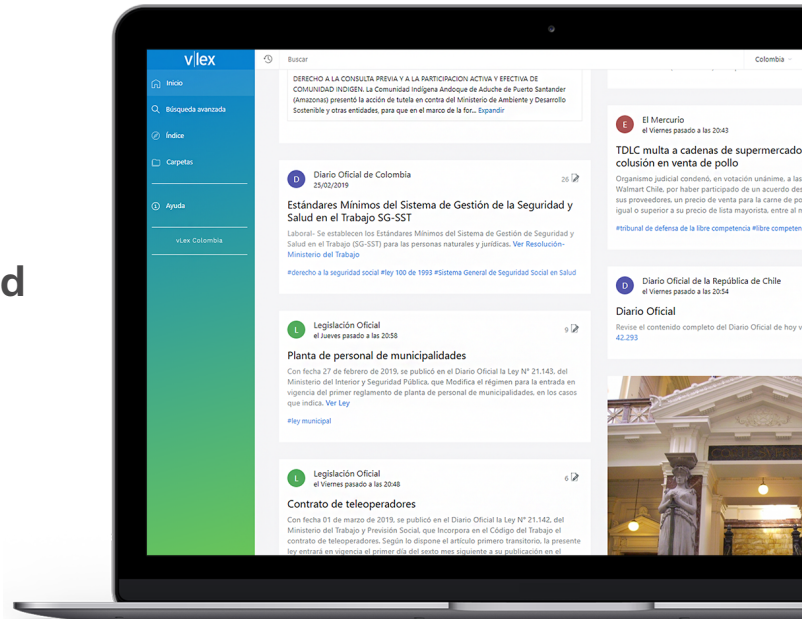 d
v|lex
Inicio
Búsqueda avanzada
Índice
Carpetas
Ayuda
vLex Colombia
Buscar
Colombia
DERECHO A LA CONSULTA PREVIA Y A LA PARTICIPACION ACTIVA Y EFECTIVA DE
COMUNIDAD INDIGEN. La Comunidad Indígena Andoque de Aduche de Puerto Santander
(Amazonas) presentó la acción de tutela en contra del Ministerio de Ambiente y Desarrollo
Sostenible y otras entidades, para que en el marco de la for... Expandir
D
Diario Oficial de Colombia
25/02/2019
26
Estándares Mínimos del Sistema de Gestión de la Seguridad y
Salud en el Trabajo SG-SST
Laboral- Se establecen los Estándares Mínimos del Sistema de Gestión de Seguridad y
Salud en el Trabajo (SG-SST) para las personas naturales y jurídicas. Ver Resolución-
Ministerio del Trabajo
#derecho a la seguridad social #ley 100 de 1993 #Sistema General de Seguridad Social en Salud
L
Legislación Oficial
el Jueves pasado a las 20:58
9
Planta de personal de municipalidades
Con fecha 27 de febrero de 2019, se publicó en el Diario Oficial la Ley N° 21.143, del
Ministerio del Interior y Seguridad Pública, que Modifica el régimen para la entrada en
vigencia del primer reglamento de planta de personal de municipalidades, en los casos
que indica. Ver Ley
#ley municipal
L
Legislación Oficial
el Viernes pasado a las 20:48
6
Contrato de teleoperadores
Con fecha 01 de marzo de 2019, se publicó en el Diario Oficial la Ley N° 21.142, del
Ministerio del Trabajo y Previsión Social, que Incorpora en el Código del Trabajo el
contrato de teleoperadores. Según lo dispone el artículo primero transitorio, la presente
ley entrará en vigencia el primer día del sexto mes siguiente a su publicación en el
E
El Mercurio
el Viernes pasado a las 20:43
TDLC multa a cadenas de supermercado
colusión en venta de pollo
Organismo judicial condenó, en votación unánime, a las
Walmart Chile, por haber participado de un acuerdo des
sus proveedores, un precio de venta para la carne de po
igual o superior a su precio de lista mayorista, entre al m
#tribunal de defensa de la libre competencia #libre competen
D
Diario Oficial de la República de Chile
el Viernes pasado a las 20:54
Diario Oficial
Revise el contenido completo del Diario Oficial de hoy v
42.293